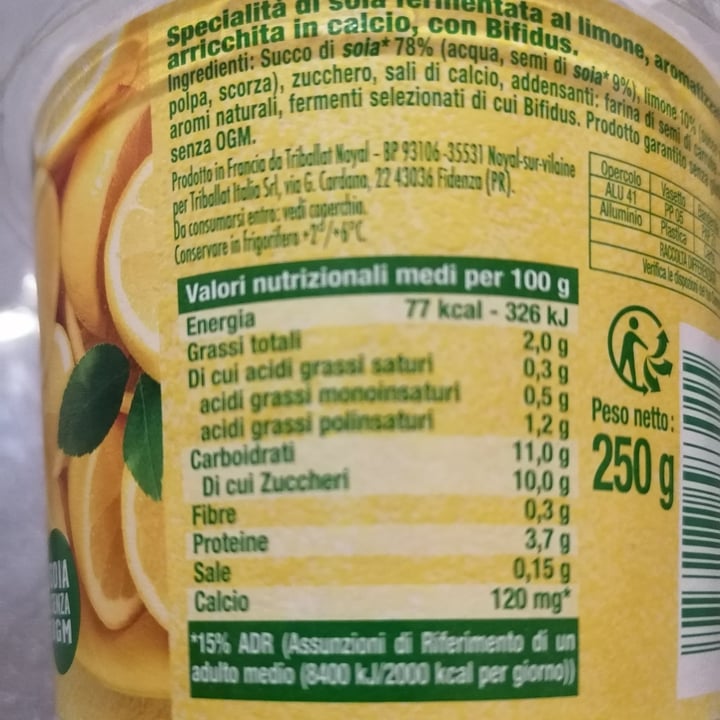 Specialità di soia fermentata al limone,
arricchita in calcio, con Bifidus.
Ingredienti: Succo di soia* 78% (acqua, semi di soia* 9%), limone 10%
polpa, scorza), zucchero, sali di calcio, addensanti: farina di semi di
aromi naturali, fermenti selezionati di cui Bifidus. Prodotto garantito senza
senza OGM.
Prodotto in Francia da Triballat Noyal - BP 93106 -35531 Noyal-sur-vilaine
per Triballat Italia Srl, via G. Cardano, 22 43036 Fidenza (PR).
Da consumarsi entro: vedi coperchio.
Conservare in frigorifero +2°/+6°C
Opercolo Vasetto
ALU 41 PP 05
Alluminio Plastica
RACCOLTA
Verifica le disposizioni
Valori nutrizionali medi per 100 g
Energia 77 kcal - 326 kJ
Grassi totali 2,0 g
Di cui acidi grassi saturi 0,3 g
acidi grassi monoinsaturi 0,5 g
acidi grassi polinsaturi 1,2 g
Carboidrati 11,0 g
Di cui Zuccheri 10,0 g
Fibre 0,3 g
Proteine 3,7 g
Sale 0,15 g
Calcio 120 mg*
*15% ADR (Assunzioni di Riferimento di un
adulto medio (8400 kJ/2000 kcal per giorno))
Peso netto:
250 g
OIA
ENZA
OGM